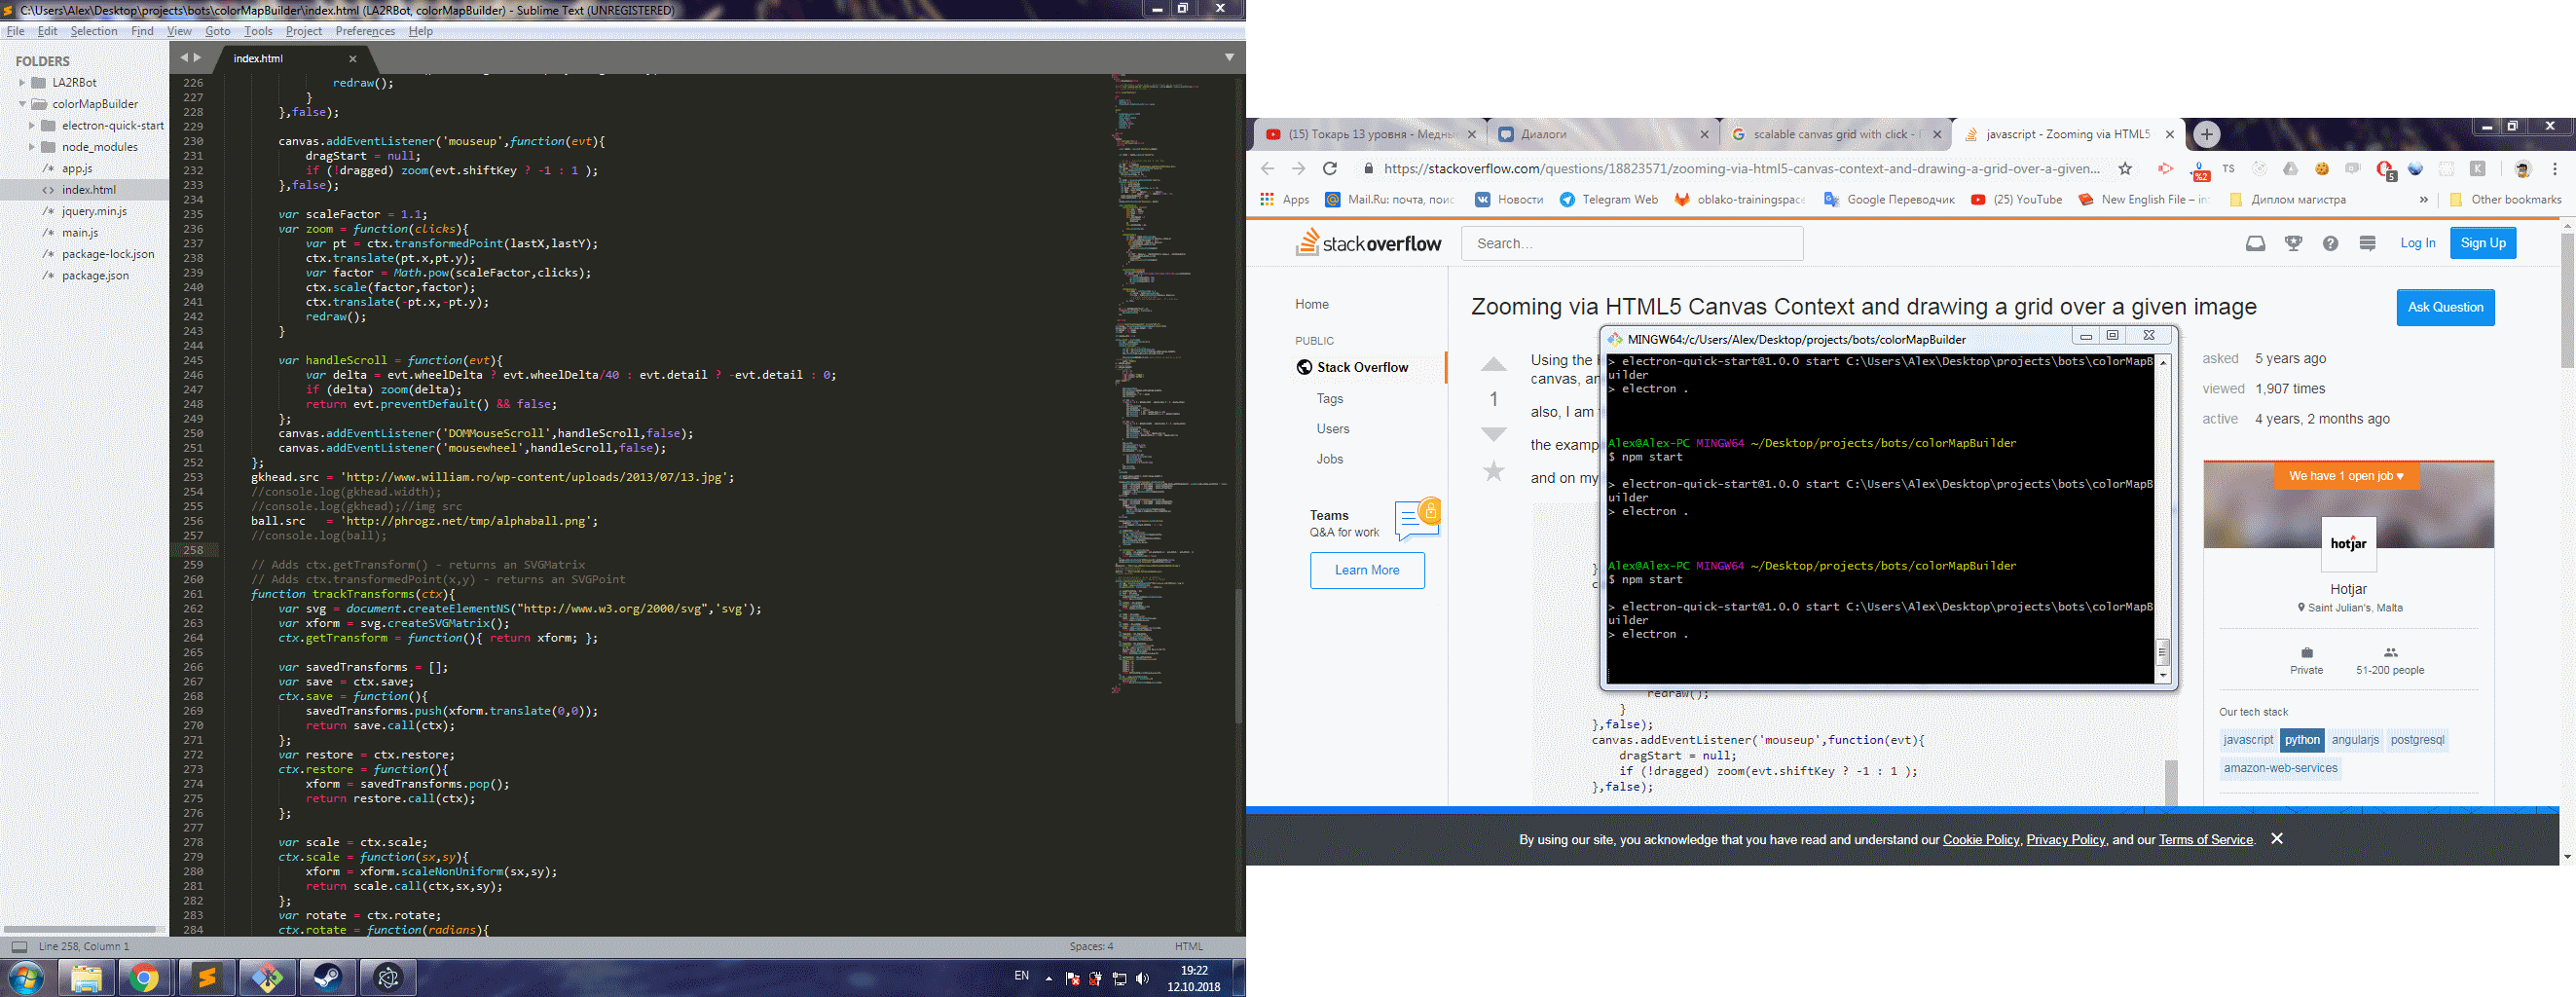 C:\Users\Alex\Desktop\projects\bots\colorMapBuilder\index.html (LA2RBot, colorMapBuilder) - Sublime Text (UNREGISTERED)
File Edit Selection Find View Goto Tools Project Preferences Help
FOLDERS
LA2RBot
colorMapBuilder
electron-quick-start
node_modules
/* app.js
<> index.html
/* jquery.min.js
/* main.js
/* package-lock.json
/* package.json
index.html
226 redraw();
227 }
228 },false);
229
230 canvas.addEventListener('mouseup',function(evt){
231 dragStart = null;
232 if (!dragged) zoom(evt.shiftKey ? -1 : 1 );
233 },false);
234
235 var scaleFactor = 1.1;
236 var zoom = function(clicks){
237 var pt = ctx.transformedPoint(lastX,lastY);
238 ctx.translate(pt.x,pt.y);
239 var factor = Math.pow(scaleFactor,clicks);
240 ctx.scale(factor,factor);
241 ctx.translate(-pt.x,-pt.y);
242 redraw();
243 }
244
245 var handleScroll = function(evt){
246 var delta = evt.wheelDelta ? evt.wheelDelta/40 : evt.detail ? -evt.detail : 0;
247 if (delta) zoom(delta);
248 return evt.preventDefault() && false;
249 };
250 canvas.addEventListener('DOMMouseScroll',handleScroll,false);
251 canvas.addEventListener('mousewheel',handleScroll,false);
252 };
253 gkhead.src = 'http://www.william.ro/wp-content/uploads/2013/07/13.jpg';
254 //console.log(gkhead.width);
255 //console.log(gkhead);//img src
256 ball.src = 'http://phrogz.net/tmp/alphaball.png';
257 //console.log(ball);
258
259 // Adds ctx.getTransform() - returns an SVGMatrix
260 // Adds ctx.transformedPoint(x,y) - returns an SVGPoint
261 function trackTransforms(ctx){
262 var svg = document.createElementNS("http://www.w3.org/2000/svg",'svg');
263 var xform = svg.createSVGMatrix();
264 ctx.getTransform = function(){ return xform; };
265
266 var savedTransforms = [];
267 var save = ctx.save;
268 ctx.save = function(){
269 savedTransforms.push(xform.translate(0,0));
270 return save.call(ctx);
271 };
272 var restore = ctx.restore;
273 ctx.restore = function(){
274 xform = savedTransforms.pop();
275 return restore.call(ctx);
276 };
277
278 var scale = ctx.scale;
279 ctx.scale = function(sx,sy){
280 xform = xform.scaleNonUniform(sx,sy);
281 return scale.call(ctx,sx,sy);
282 };
283 var rotate = ctx.rotate;
284 ctx.rotate = function(radians){
Line 258, Column 1 Spaces: 4 HTML
EN 19:22
12.10.2018
(15) Токарь 13 уровня - Медны
Диалоги
scalable canvas grid with click - 
javascript - Zooming via HTML5
https://stackoverflow.com/questions/18823571/zooming-via-html5-canvas-context-and-drawing-a-grid-over-a-given...
Apps Mail.Ru: почта, поис Новости Telegram Web oblako-trainingspace Google Переводчик (25) YouTube New English File – in Диплом магистра » Other bookmarks
stackoverflow Search… Log In Sign Up
Home
PUBLIC
Stack Overflow
Tags
Users
Jobs
Teams
Q&A for work
Learn More
Zooming via HTML5 Canvas Context and drawing a grid over a given image
Ask Question
1
Using the
canvas, an
also, I am
the examp
and on my
MINGW64:/c/Users/Alex/Desktop/projects/bots/colorMapBuilder
> electron-quick-start@1.0.0 start C:\Users\Alex\Desktop\projects\bots\colorMapB
uilder
> electron .
Alex@Alex-PC MINGW64 ~/Desktop/projects/bots/colorMapBuilder
$ npm start
> electron-quick-start@1.0.0 start C:\Users\Alex\Desktop\projects\bots\colorMapB
uilder
> electron .
Alex@Alex-PC MINGW64 ~/Desktop/projects/bots/colorMapBuilder
$ npm start
> electron-quick-start@1.0.0 start C:\Users\Alex\Desktop\projects\bots\colorMapB
uilder
> electron .
redraw();
}
},false);
canvas.addEventListener('mouseup',function(evt){
dragStart = null;
if (!dragged) zoom(evt.shiftKey ? -1 : 1 );
},false);
asked 5 years ago
viewed 1,907 times
active 4 years, 2 months ago
We have 1 open job ♥
hotjar
Hotjar
Saint Julian's, Malta
Private 51-200 people
Our tech stack
javascript python angularjs postgresql
amazon-web-services
By using our site, you acknowledge that you have read and understand our Cookie Policy, Privacy Policy, and our Terms of Service.